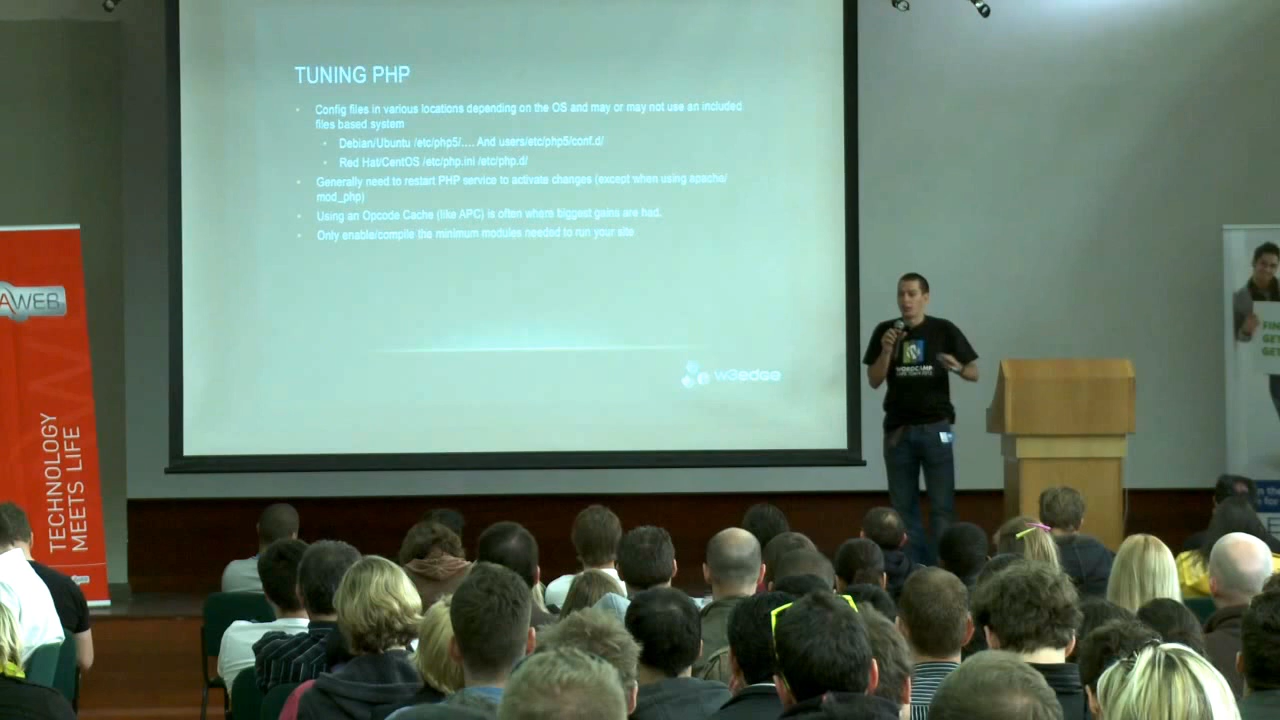 TUNING PHP
Config files in various locations depending on the OS and may or may not use an included
files based system
Debian/Ubuntu /etc/php5/.... And users/etc/php5/conf.d/
Red Hat/CentOS /etc/php.ini /etc/php.d/
Generally need to restart PHP service to activate changes (except when using apache/
mod_php)
Using an Opcode Cache (like APC) is often where biggest gains are had.
Only enable/compile the minimum modules needed to run your site
w3edge
AWEB
TECHNOLOGY
MEETS LIFE
WORDCAMP